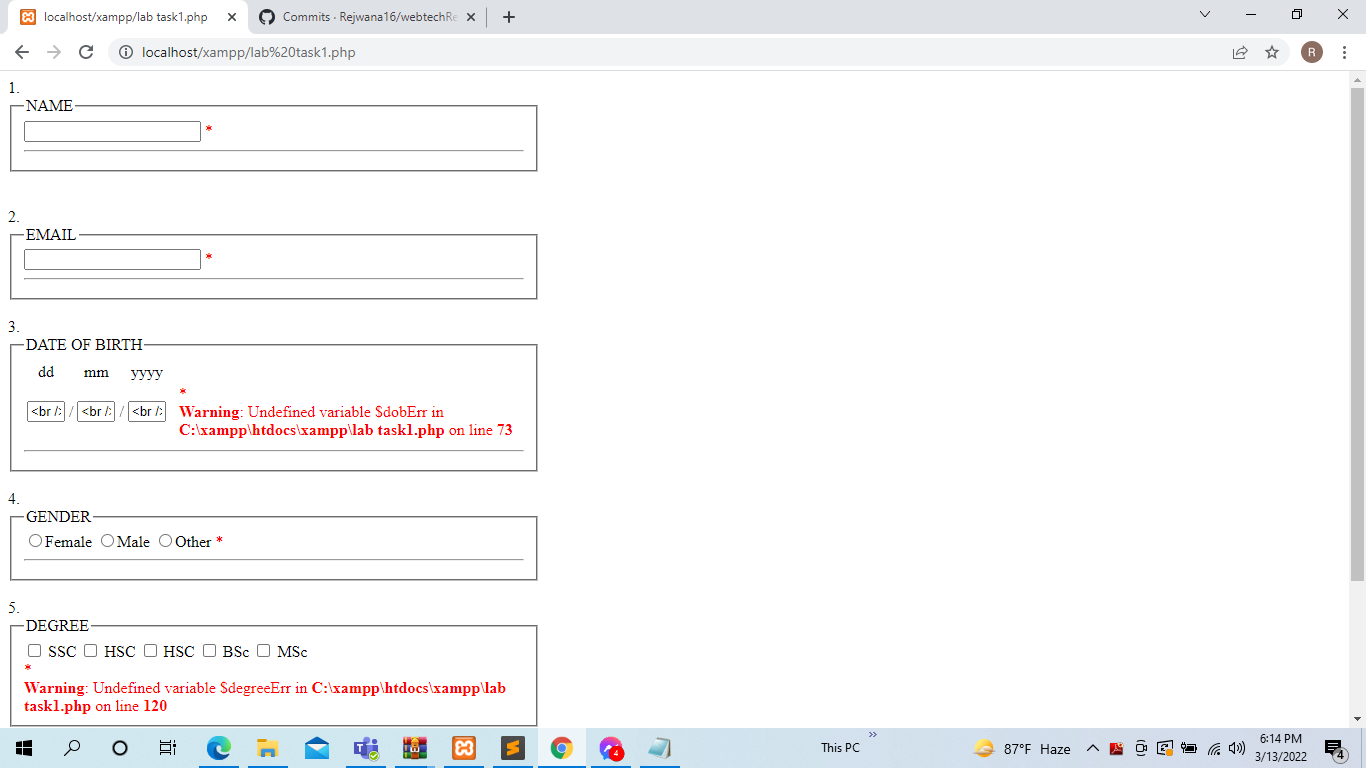 localhost/xampp/lab task1.php
Commits · Rejwana16/webtechRe
localhost/xampp/lab%20task1.php
R
1.
NAME
*
2.
EMAIL
*
3.
DATE OF BIRTH
dd mm yyyy
*
<br /> / <br /> / <br /> Warning: Undefined variable $dobErr in
C:\xampp\htdocs\xampp\lab task1.php on line 73
4.
GENDER
Female Male Other *
5.
DEGREE
SSC HSC HSC BSc MSc
*
Warning: Undefined variable $degreeErr in C:\xampp\htdocs\xampp\lab
task1.php on line 120
This PC
87°F Haze
6:14 PM
3/13/2022
4
4